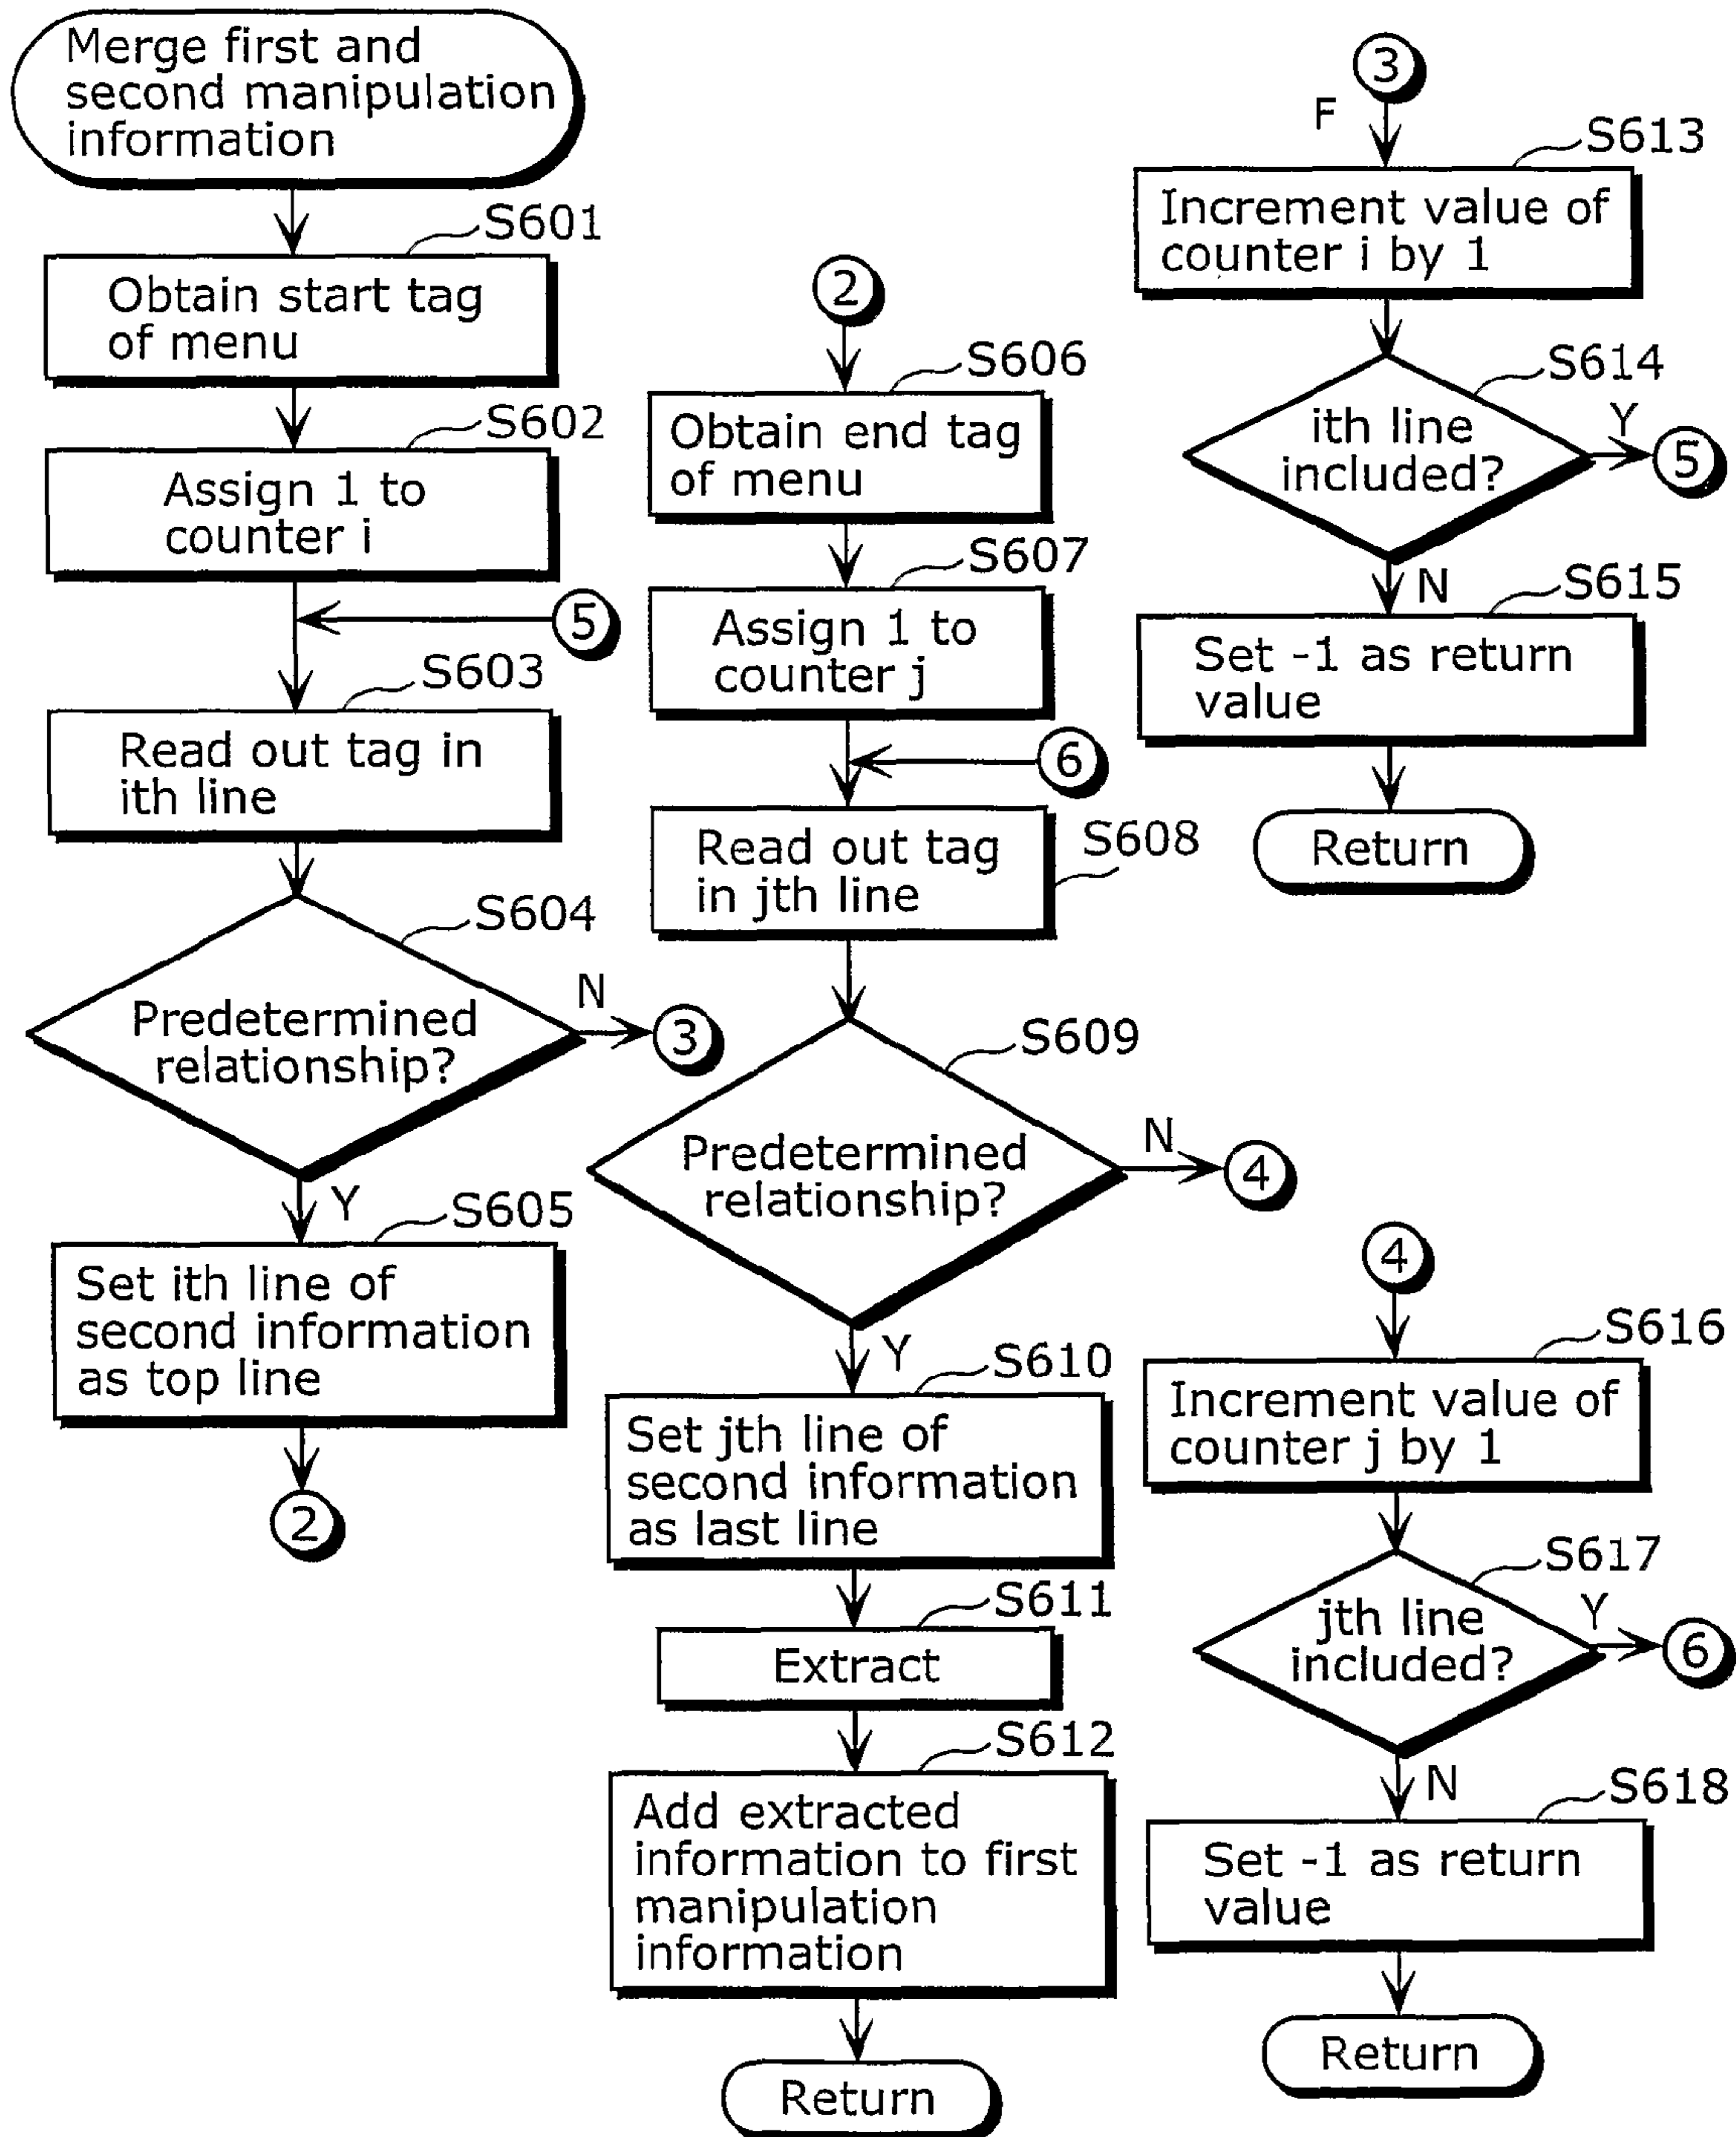 Merge first and
second manipulation
information
S601
Obtain start tag
of menu
S602
Assign 1 to
counter i
5
S603
Read out tag in
ith line
S604
Predetermined
relationship?
N
3
Y
S605
Set ith line of
second information
as top line
2
2
S606
Obtain end tag
of menu
S607
Assign 1 to
counter j
6
S608
Read out tag
in jth line
S609
Predetermined
relationship?
N
4
Y
S610
Set jth line of
second information
as last line
S611
Extract
S612
Add extracted
information to first
manipulation
information
Return
3
F
S613
Increment value of
counter i by 1
S614
ith line
included?
Y
5
N
S615
Set -1 as return
value
Return
4
S616
Increment value of
counter j by 1
S617
jth line
included?
Y
6
N
S618
Set -1 as return
value
Return